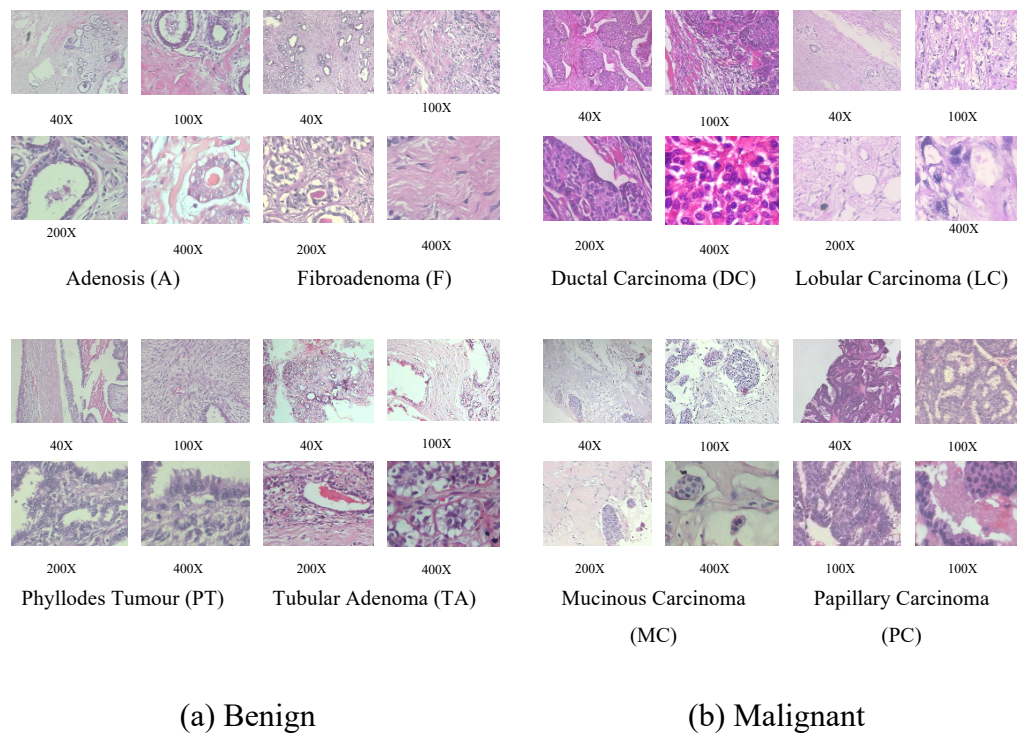 40X 100X 40X 100X
200X 400X 200X 400X
Adenosis (A) Fibroadenoma (F)
40X 100X 40X 100X
200X 400X 200X 400X
Ductal Carcinoma (DC) Lobular Carcinoma (LC)
40X 100X 40X 100X
200X 400X 200X 400X
Phyllodes Tumour (PT) Tubular Adenoma (TA)
40X 100X 40X 100X
200X 400X 100X 100X
Mucinous Carcinoma
(MC)
Papillary Carcinoma
(PC)
(a) Benign
(b) Malignant